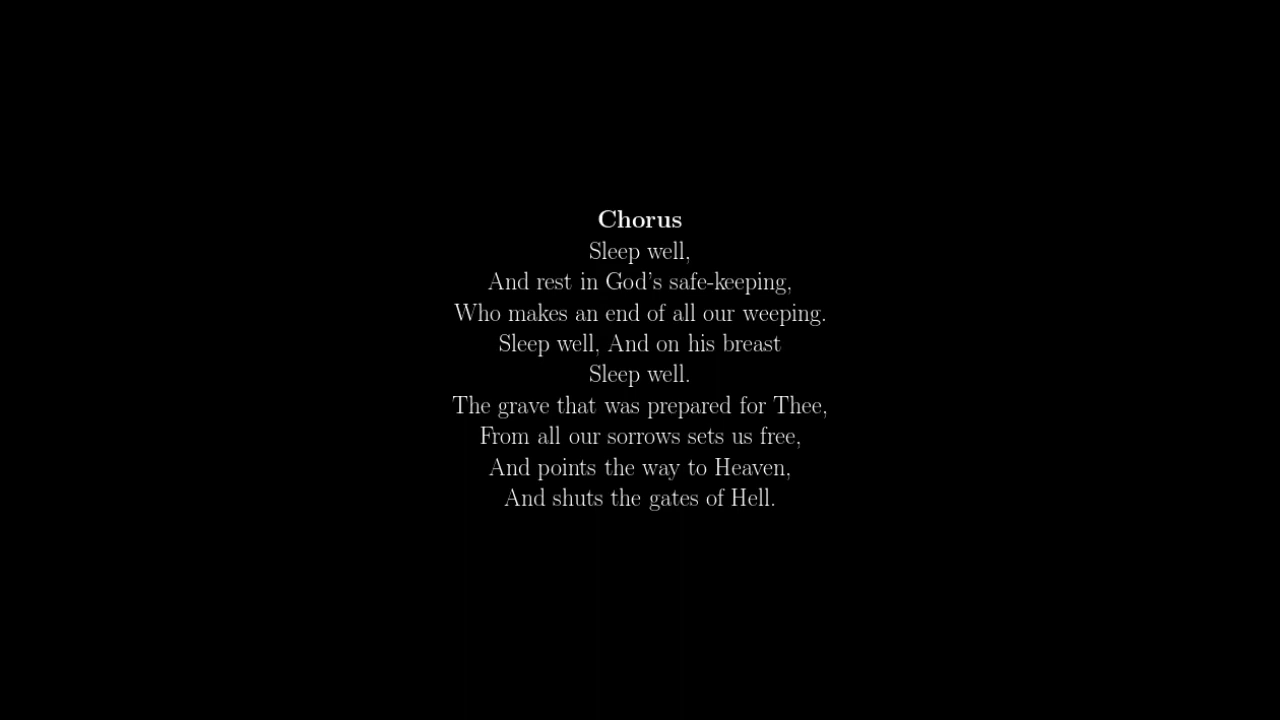 Chorus
Sleep well,
And rest in God's safe-keeping,
Who makes an end of all our weeping.
Sleep well, And on his breast
Sleep well.
The grave that was prepared for Thee,
From all our sorrows sets us free,
And points the way to Heaven,
And shuts the gates of Hell.